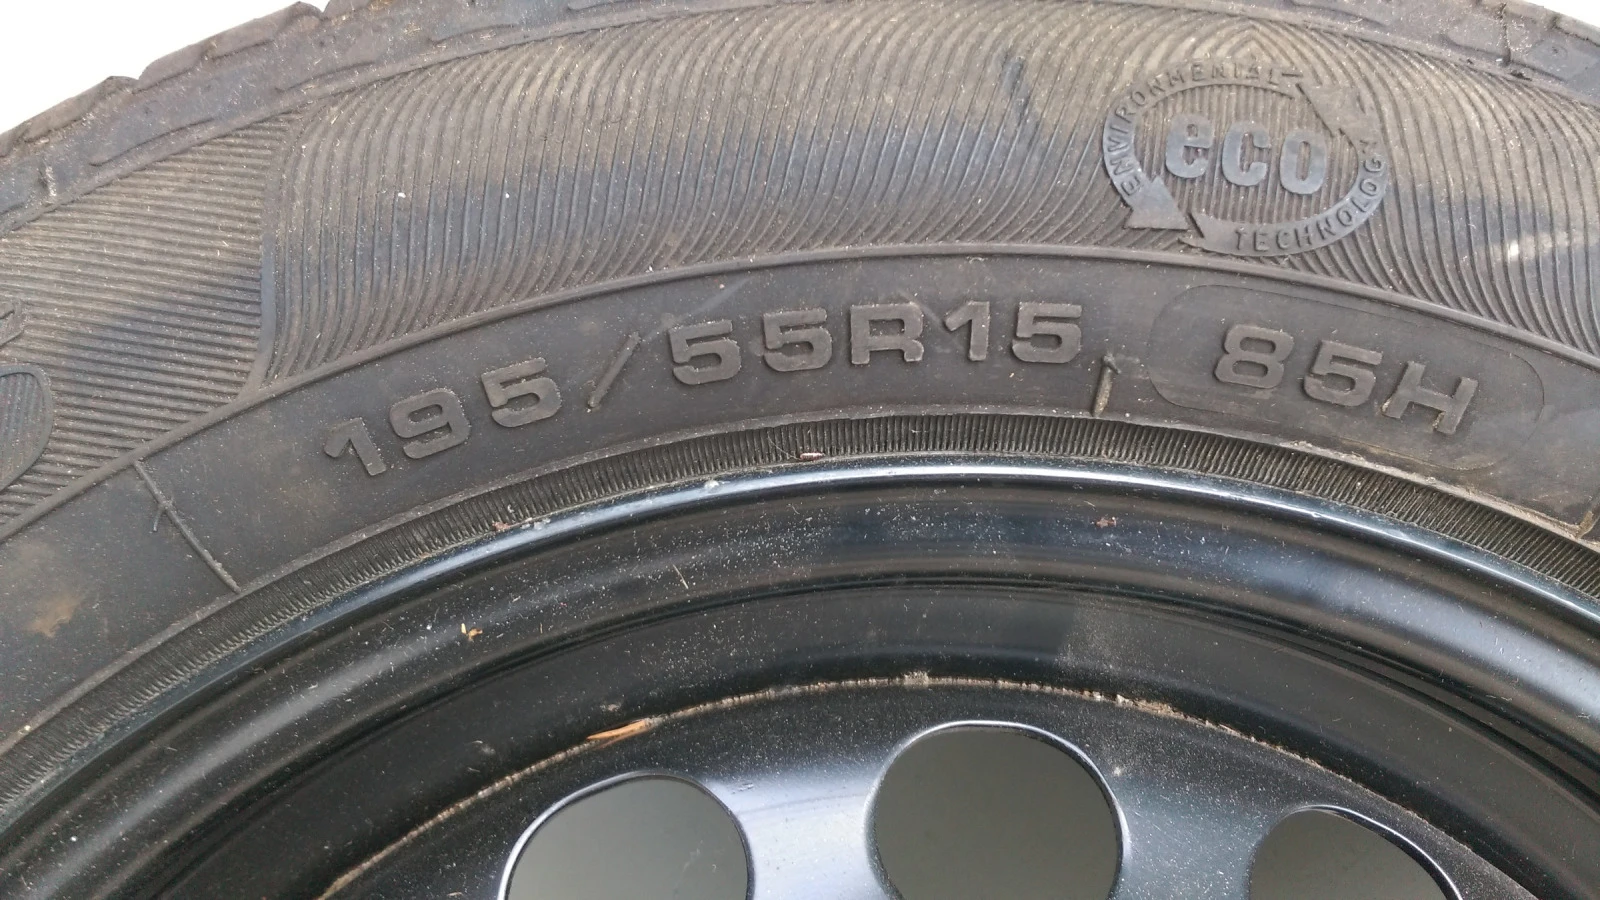 ENVIRONMENTAL
eco
TECHNOLOGY
195/55R15 85H